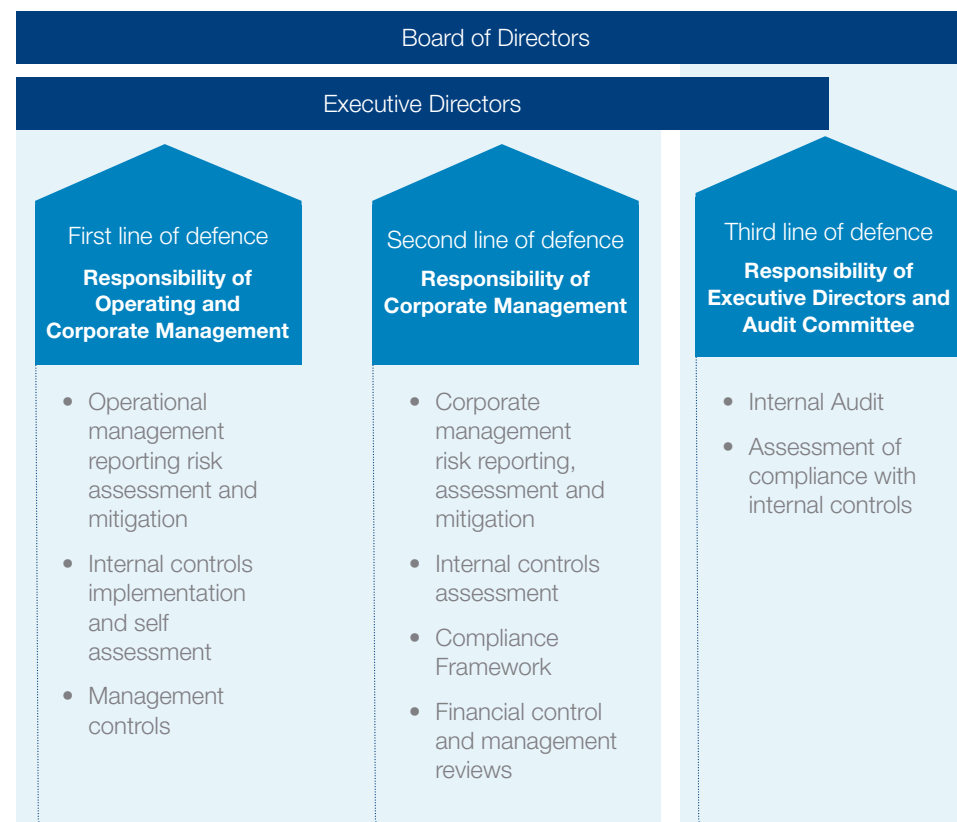 Board of Directors
Executive Directors
First line of defence
Responsibility of
Operating and
Corporate Management
• Operational
management
reporting risk
assessment and
mitigation
• Internal controls
implementation
and self
assessment
• Management
controls
Second line of defence
Responsibility of
Corporate Management
• Corporate
management
risk reporting,
assessment and
mitigation
• Internal controls
assessment
• Compliance
Framework
• Financial control
and management
reviews
Third line of defence
Responsibility of
Executive Directors and
Audit Committee
• Internal Audit
• Assessment of
compliance with
internal controls